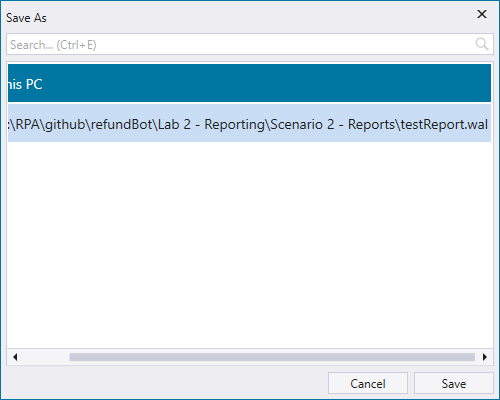 Save As
Search... (Ctrl+E)
his PC
:\RPA\github\refundBot\Lab 2 - Reporting\Scenario 2 - Reports\testReport.wal
Cancel
Save